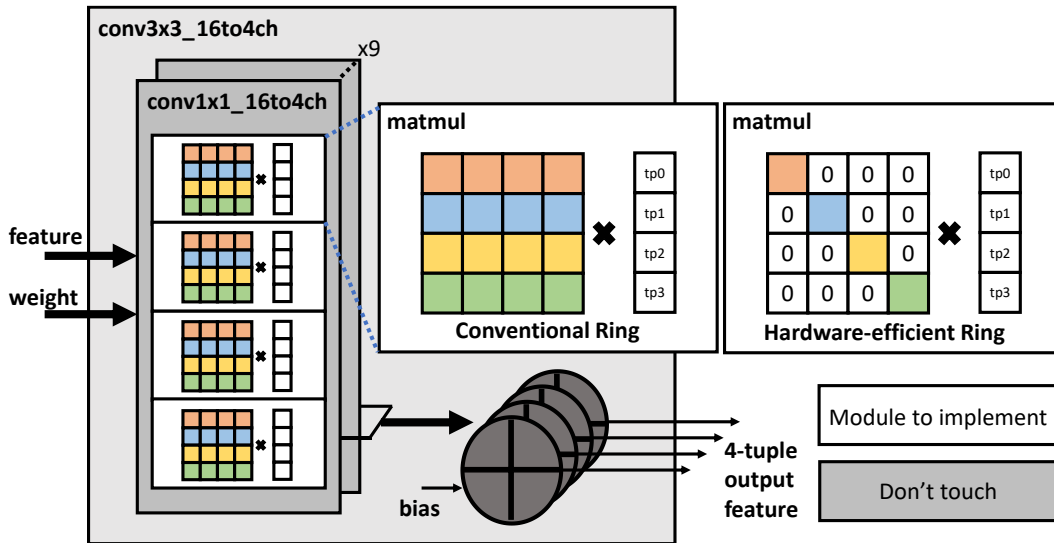 conv3x3_16to4ch
x9
conv1x1_16to4ch
feature
weight
matmul
tp0
tp1
tp2
tp3
Conventional Ring
matmul
0 0 0
0 0 0
0 0 0
0 0 0
tp0
tp1
tp2
tp3
Hardware-efficient Ring
bias
4-tuple
output
feature
Module to implement
Don't touch